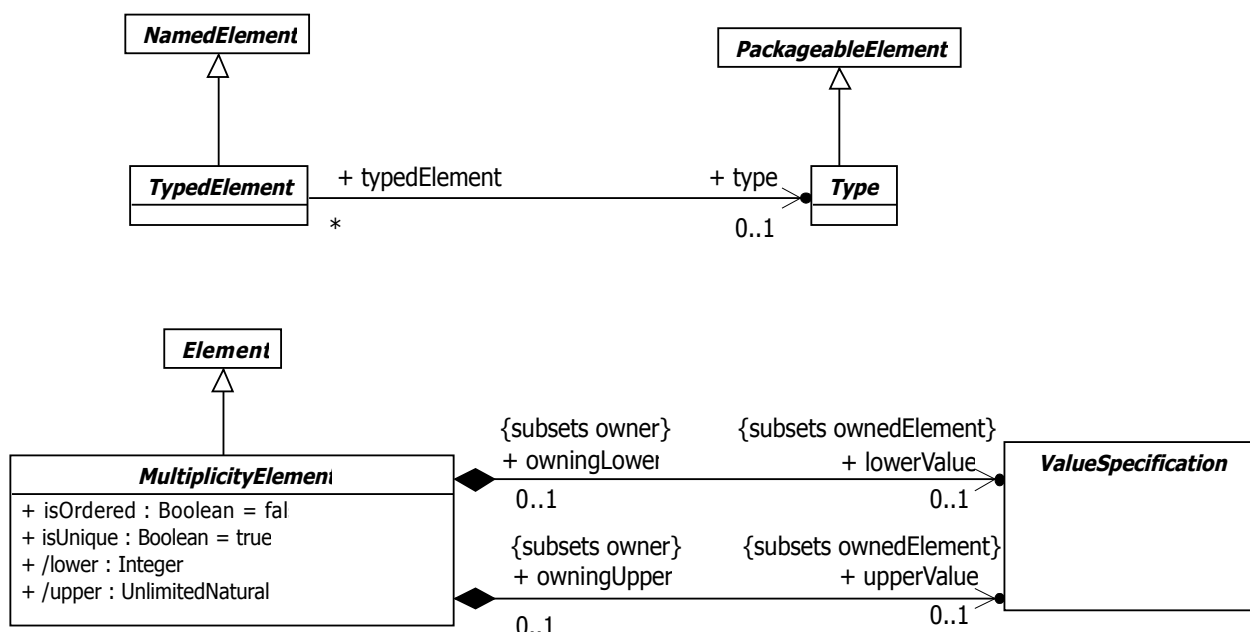 NamedElement
PackageableElement
TypedElement
+ typedElement
+ type
Type
*
0..1
Element
{subsets owner}
{subsets ownedElement}
MultiplicityElement
+ owningLower
+ lowerValue
ValueSpecification
0..1
0..1
+ isOrdered : Boolean = fal
+ isUnique : Boolean = true
+ /lower : Integer
+ /upper : UnlimitedNatural
{subsets owner}
{subsets ownedElement}
+ owningUpper
+ upperValue
0..1
0..1